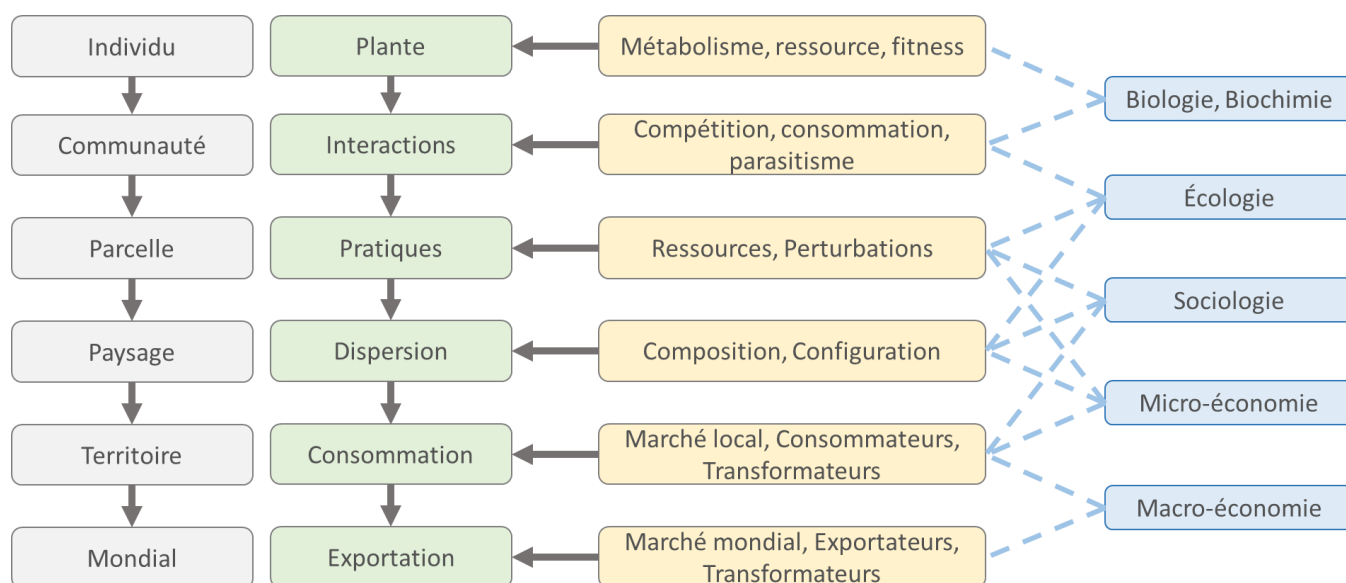 Individu
Plante
Métabolisme, ressource, fitness
Biologie, Biochimie
Communauté
Interactions
Compétition, consommation,
parasitisme
Écologie
Parcelle
Pratiques
Ressources, Perturbations
Sociologie
Paysage
Dispersion
Composition, Configuration
Micro-économie
Territoire
Consommation
Marché local, Consommateurs,
Transformateurs
Macro-économie
Mondial
Exportation
Marché mondial, Exportateurs,
Transformateurs